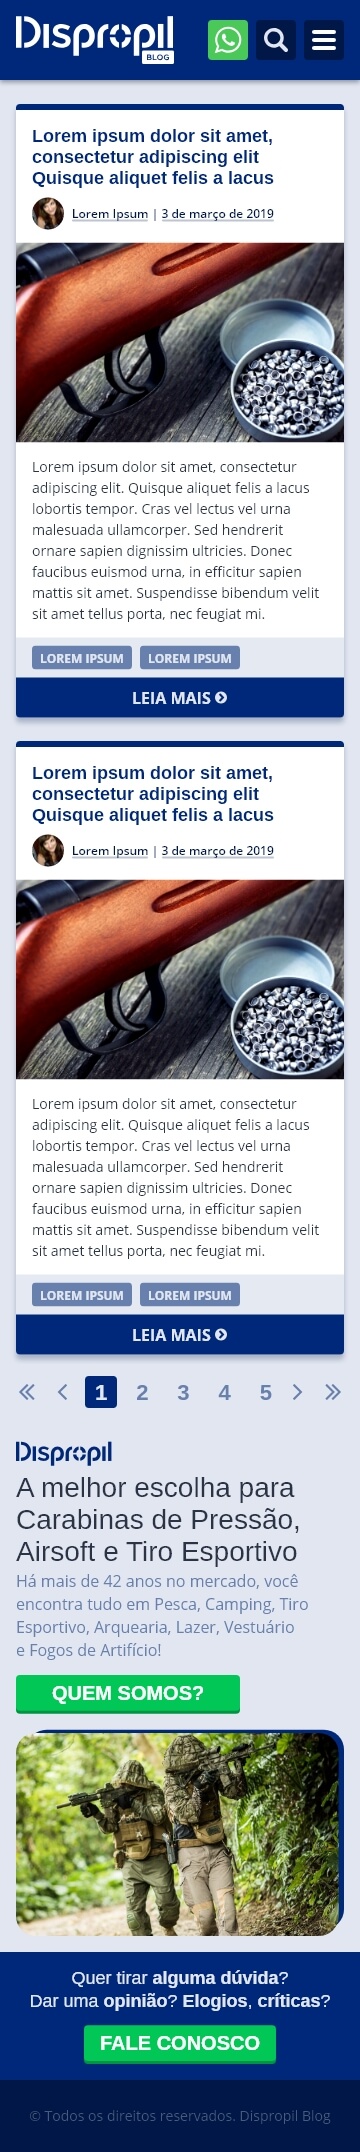 Dispropil
BLOG
Lorem ipsum dolor sit amet,
consectetur adipiscing elit
Quisque aliquet felis a lacus
Lorem Ipsum | 3 de março de 2019
Lorem ipsum dolor sit amet, consectetur
adipiscing elit. Quisque aliquet felis a lacus
lobortis tempor. Cras vel lectus vel urna
malesuada ullamcorper. Sed hendrerit
ornare sapien dignissim ultricies. Donec
faucibus euismod urna, in efficitur sapien
mattis sit amet. Suspendisse bibendum velit
sit amet tellus porta, nec feugiat mi.
LOREM IPSUM LOREM IPSUM
LEIA MAIS
Lorem ipsum dolor sit amet,
consectetur adipiscing elit
Quisque aliquet felis a lacus
Lorem Ipsum | 3 de março de 2019
Lorem ipsum dolor sit amet, consectetur
adipiscing elit. Quisque aliquet felis a lacus
lobortis tempor. Cras vel lectus vel urna
malesuada ullamcorper. Sed hendrerit
ornare sapien dignissim ultricies. Donec
faucibus euismod urna, in efficitur sapien
mattis sit amet. Suspendisse bibendum velit
sit amet tellus porta, nec feugiat mi.
LOREM IPSUM LOREM IPSUM
LEIA MAIS
« ‹ 1 2 3 4 5 › »
Dispropil
A melhor escolha para
Carabinas de Pressão,
Airsoft e Tiro Esportivo
Há mais de 42 anos no mercado, você
encontra tudo em Pesca, Camping, Tiro
Esportivo, Arquearia, Lazer, Vestuário
e Fogos de Artifício!
QUEM SOMOS?
Quer tirar alguma dúvida?
Dar uma opinião? Elogios, críticas?
FALE CONOSCO
© Todos os direitos reservados. Dispropil Blog